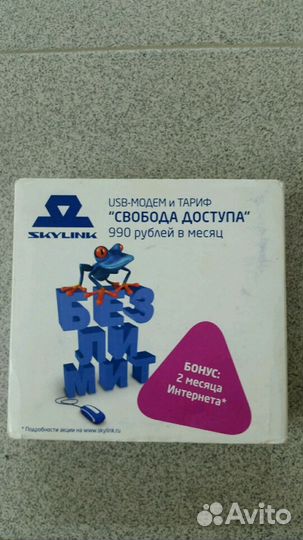 SKYLINK
USB-МОДЕМ и ТАРИФ
"СВОБОДА ДОСТУПА"
990 рублей в месяц
БЕЗ
ЛИ
МИТ
БОНУС:
2 месяца
Интернета*
* Подробности акции на www.skylink.ru
Avito